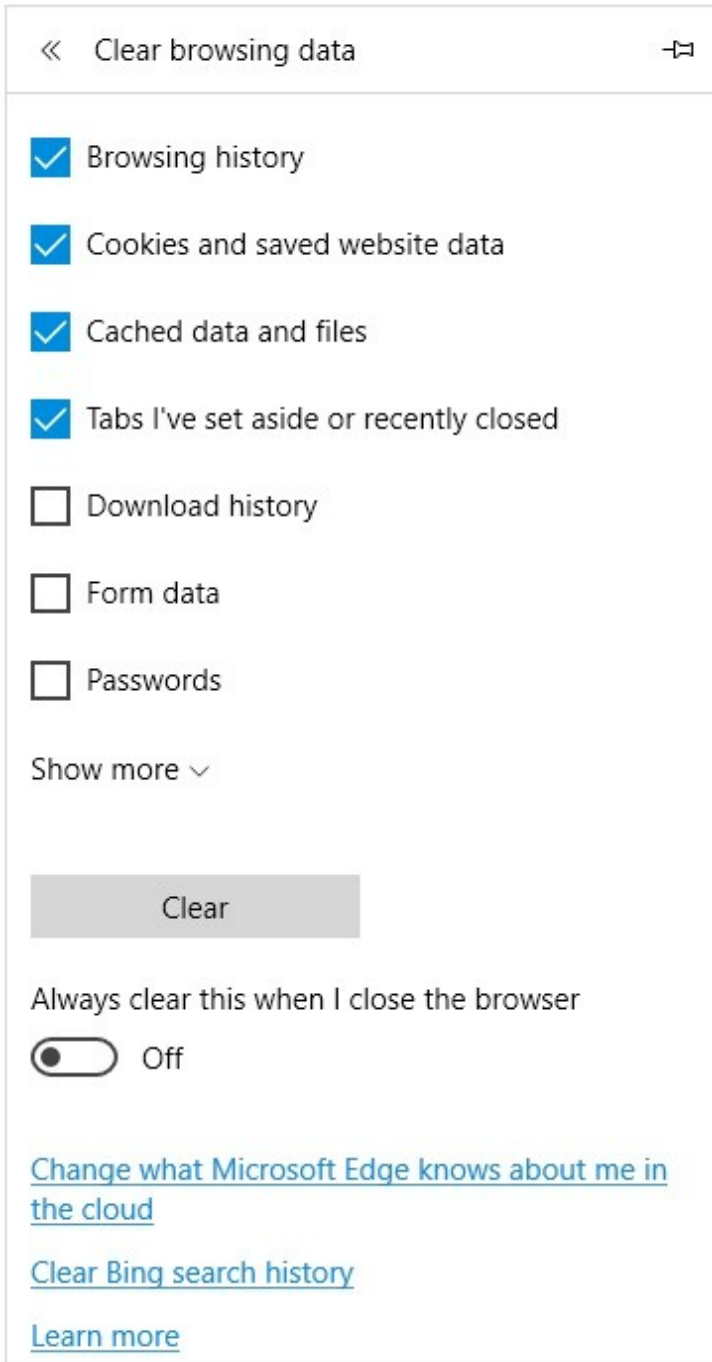 Clear browsing data
Browsing history
Cookies and saved website data
Cached data and files
Tabs I've set aside or recently closed
Download history
Form data
Passwords
Show more
Clear
Always clear this when I close the browser
Off
Change what Microsoft Edge knows about me in
the cloud
Clear Bing search history
Learn more